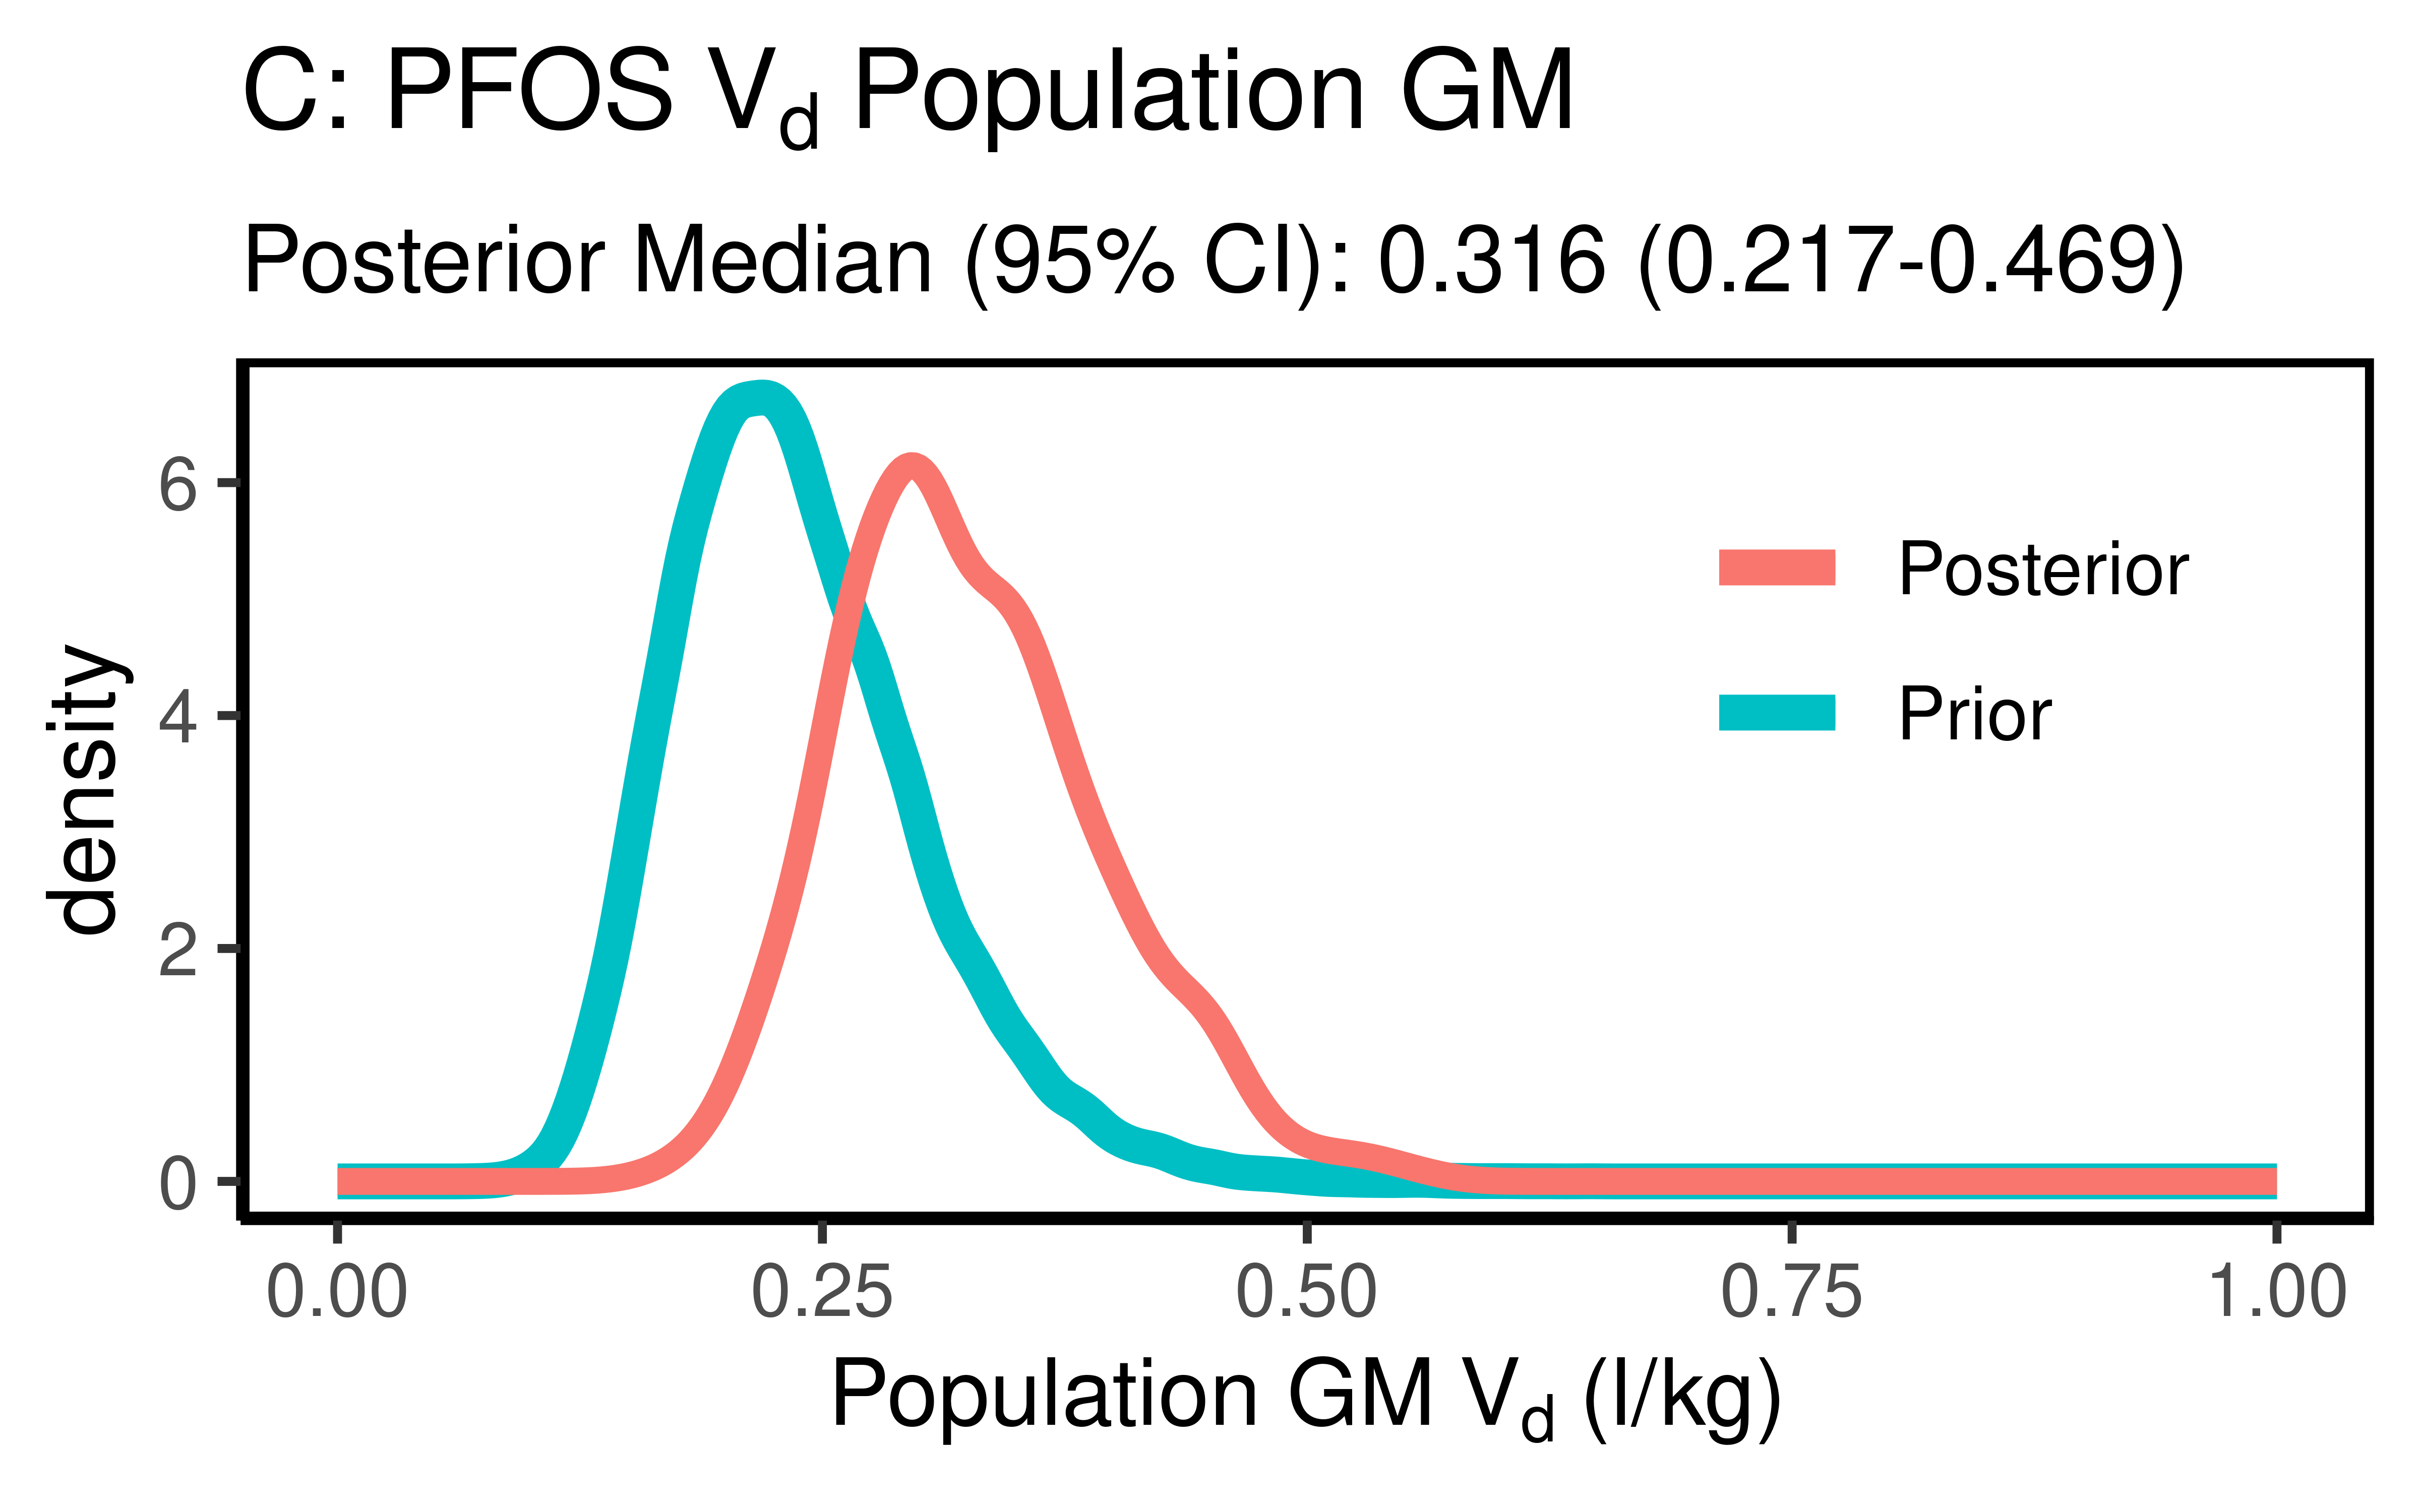 C: PFOS Vd Population GM
Posterior Median (95% CI): 0.316 (0.217-0.469)
density
6
4
2
0
Posterior
Prior
0.00 0.25 0.50 0.75 1.00
Population GM Vd (l/kg)